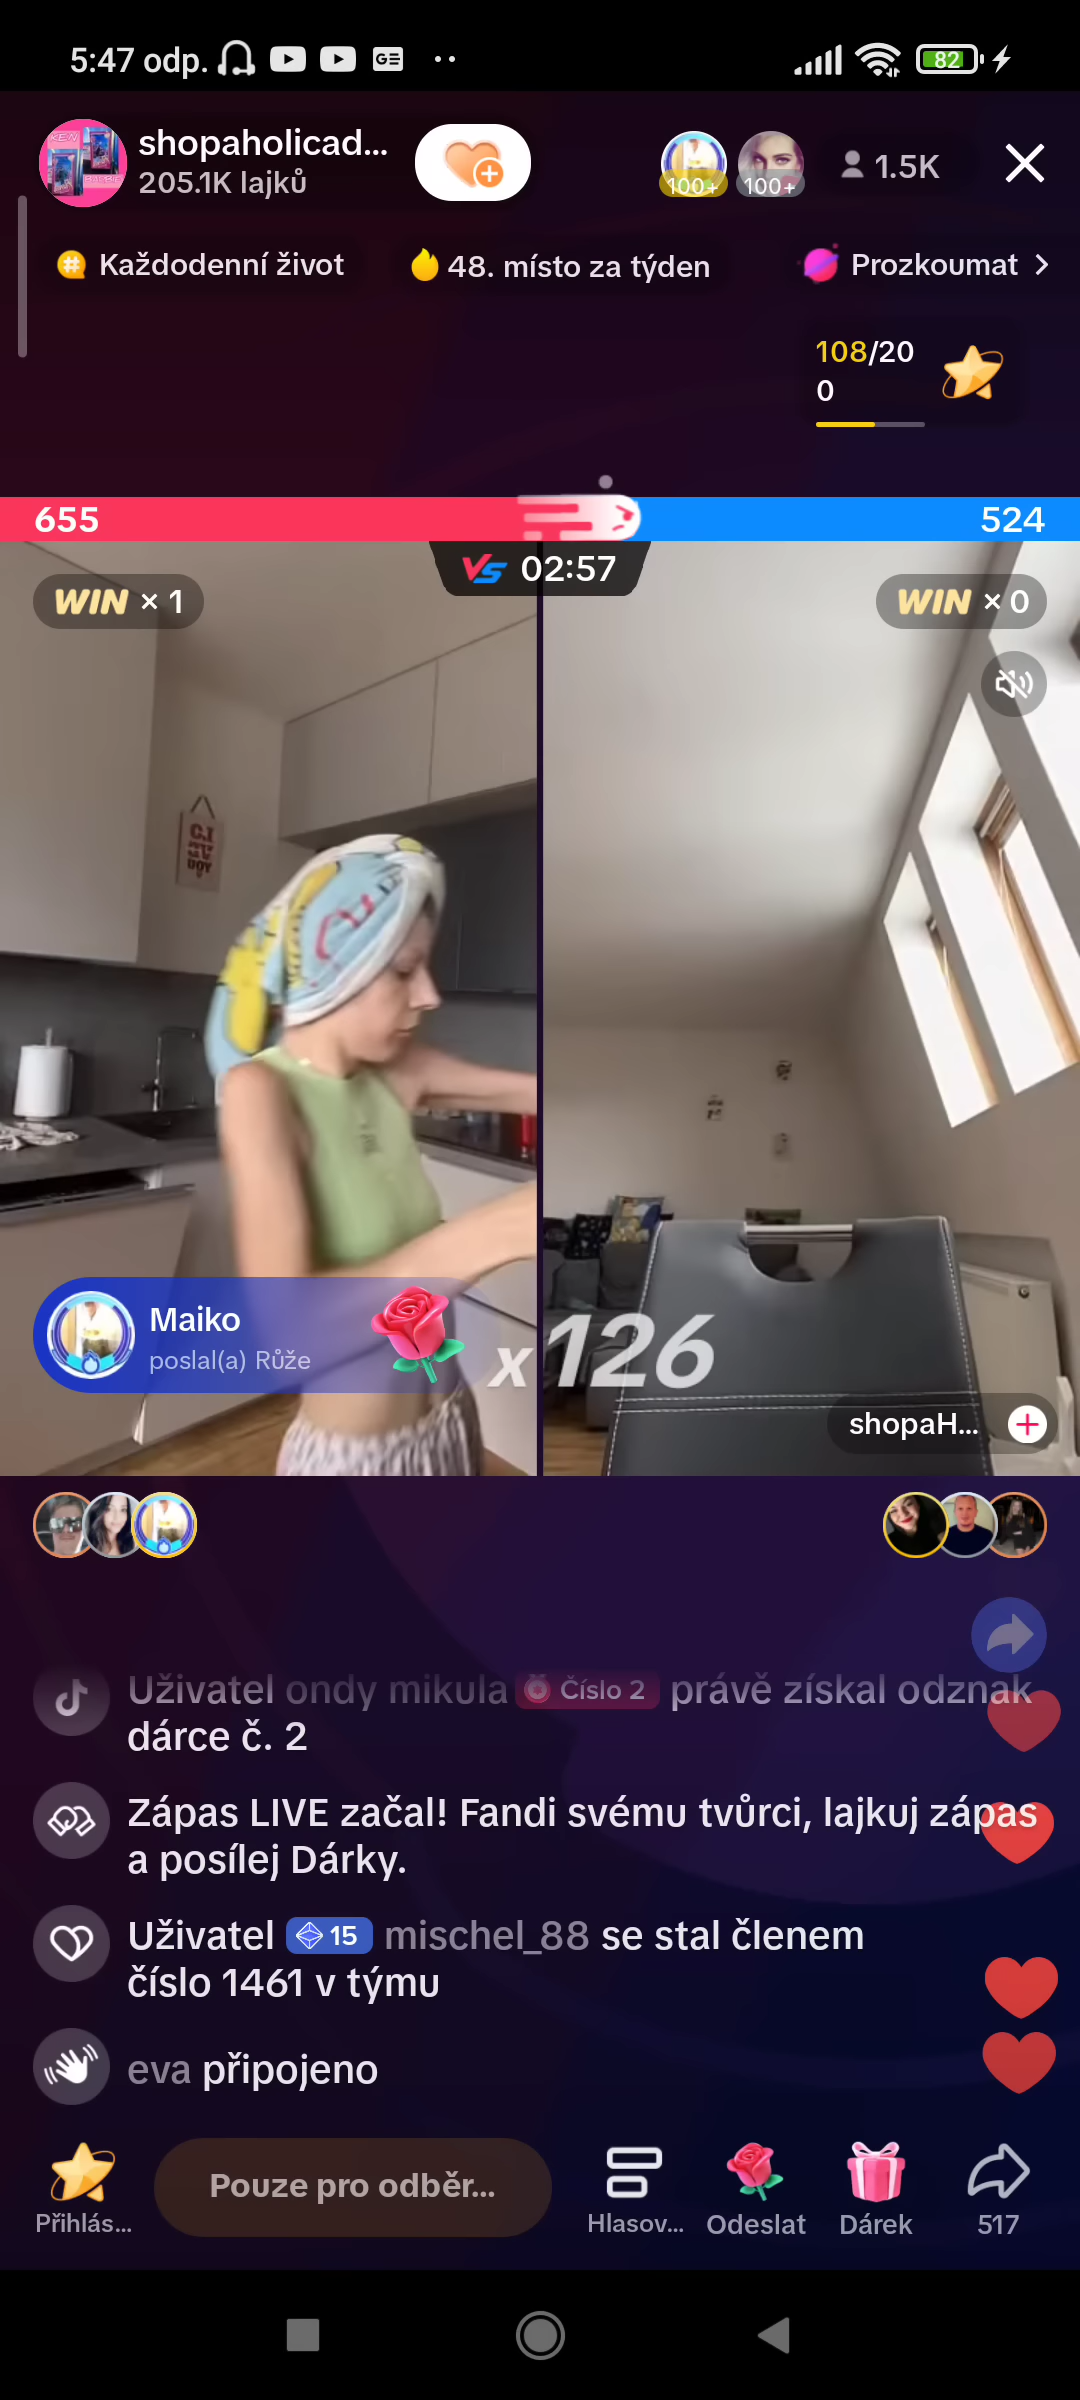 5:47 odp.
82
shopaholicad...
205.1K lajků
100+
100+
1.5K
Každodenní život
48. místo za týden
Prozkoumat
108/20
0
655
524
VS 02:57
WIN × 1
WIN × 0
Maiko
poslal(a) Růže
x126
shopaH...
Uživatel ondy mikula Číslo 2 právě získal odznak
dárce č. 2
Zápas LIVE začal! Fandi svému tvůrci, lajkuj zápas
a posílej Dárky.
Uživatel 15 mischel_88 se stal členem
číslo 1461 v týmu
eva připojeno
Přihlás...
Pouze pro odběr...
Hlasov...
Odeslat
Dárek
517